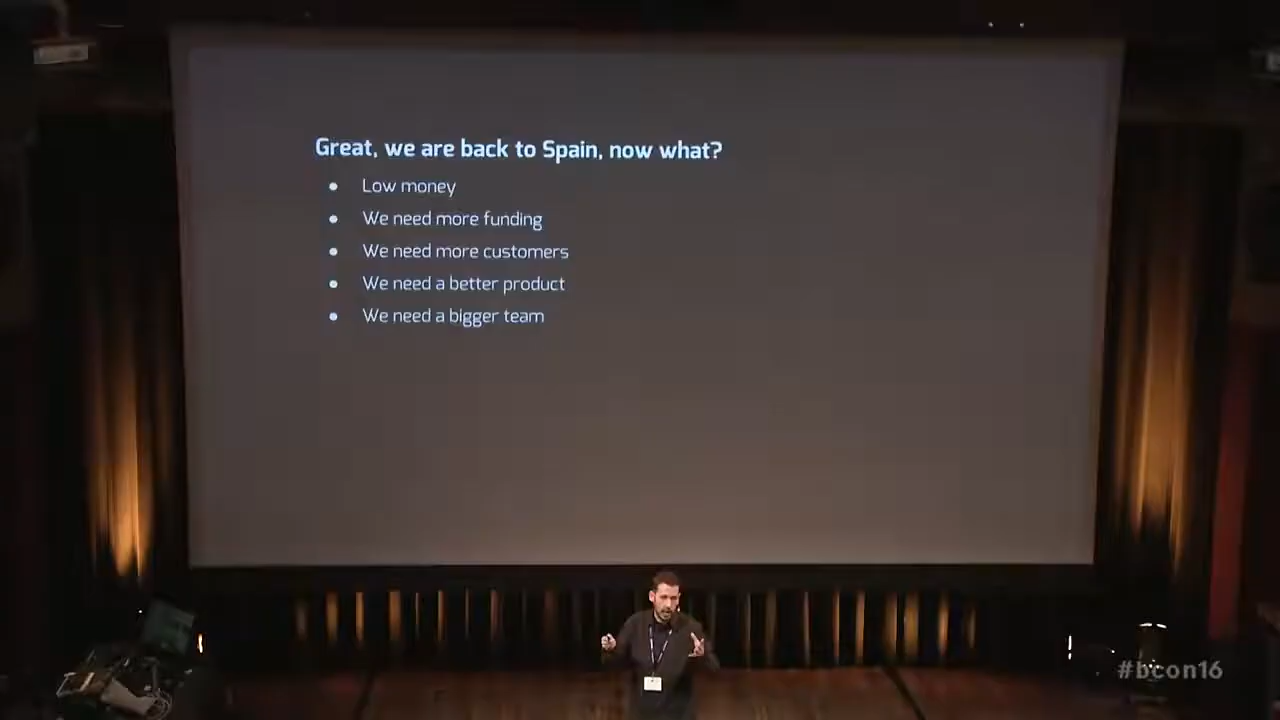 Great, we are back to Spain, now what?
● Low money
● We need more funding
● We need more customers
● We need a better product
● We need a bigger team
#bcon16